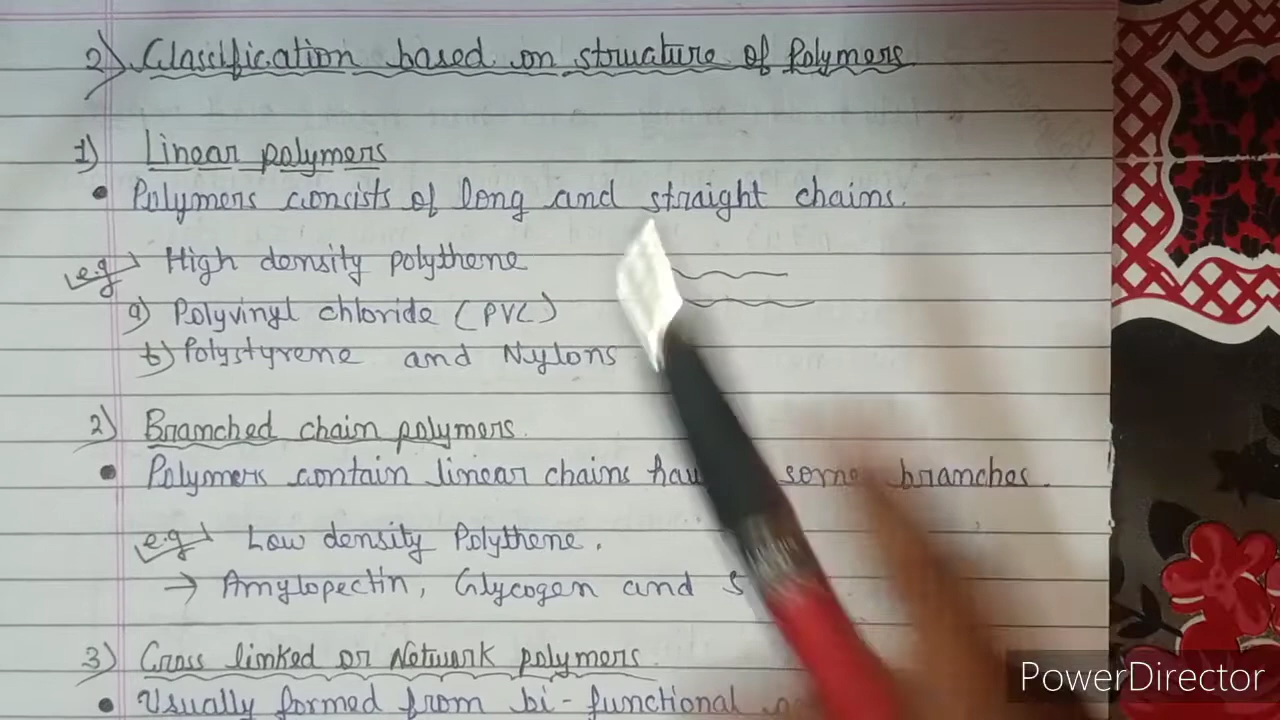 2) Classification based on structure of Polymers
1) Linear polymers
• Polymers consists of long and straight chains.
e.g High density polythene
a) Polyvinyl chloride (PVC)
b) Polystyrene and Nylons
2) Branched chain polymers.
• Polymers contain linear chains some branches.
e.g Low density Polythene.
→ Amylopectin, Glycogen and
3) Cross linked or Network polymers.
• Usually formed from bi-functional
PowerDirector